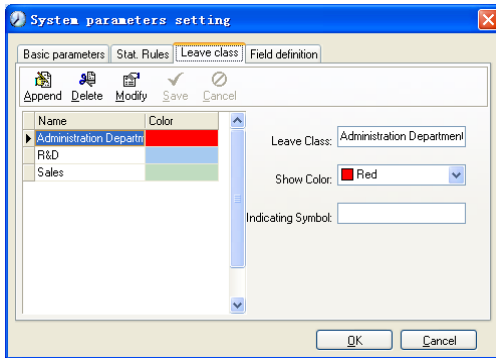 System parameters setting
Basic parameters Stat. Rules Leave class Field definition
Append Delete Modify Save Cancel
Name Color
Administration Departm
R&D
Sales
Leave Class: Administration Department
Show Color: Red
Indicating Symbol:
OK Cancel